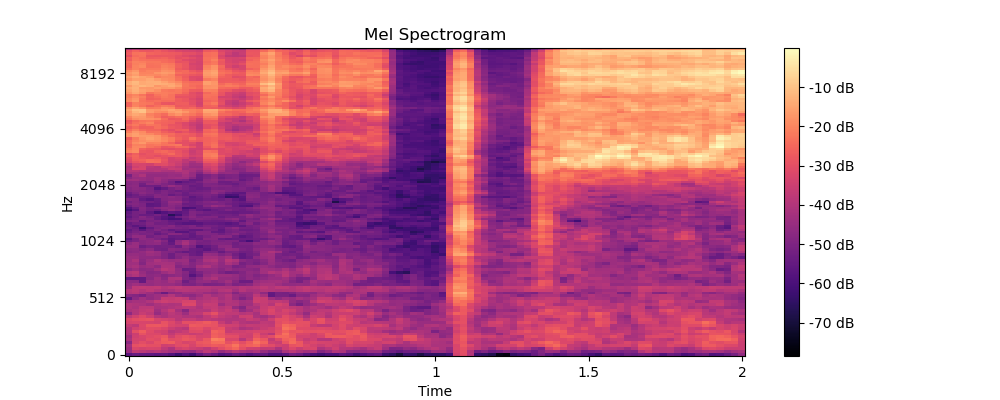 Mel Spectrogram
Hz
8192
4096
2048
1024
512
0
0 0.5 1 1.5 2
Time
-10 dB
-20 dB
-30 dB
-40 dB
-50 dB
-60 dB
-70 dB